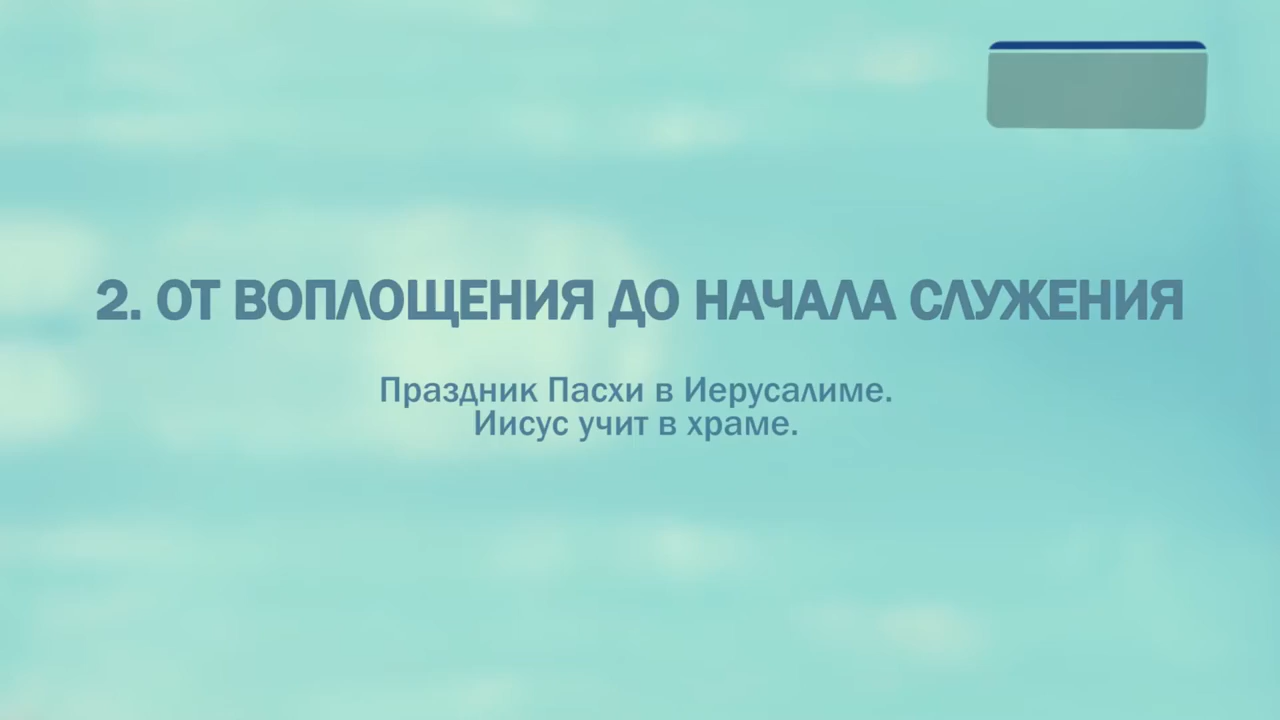 2. ОТ ВОПЛОЩЕНИЯ ДО НАЧАЛА СЛУЖЕНИЯ
Праздник Пасхи в Иерусалиме.
Иисус учит в храме.